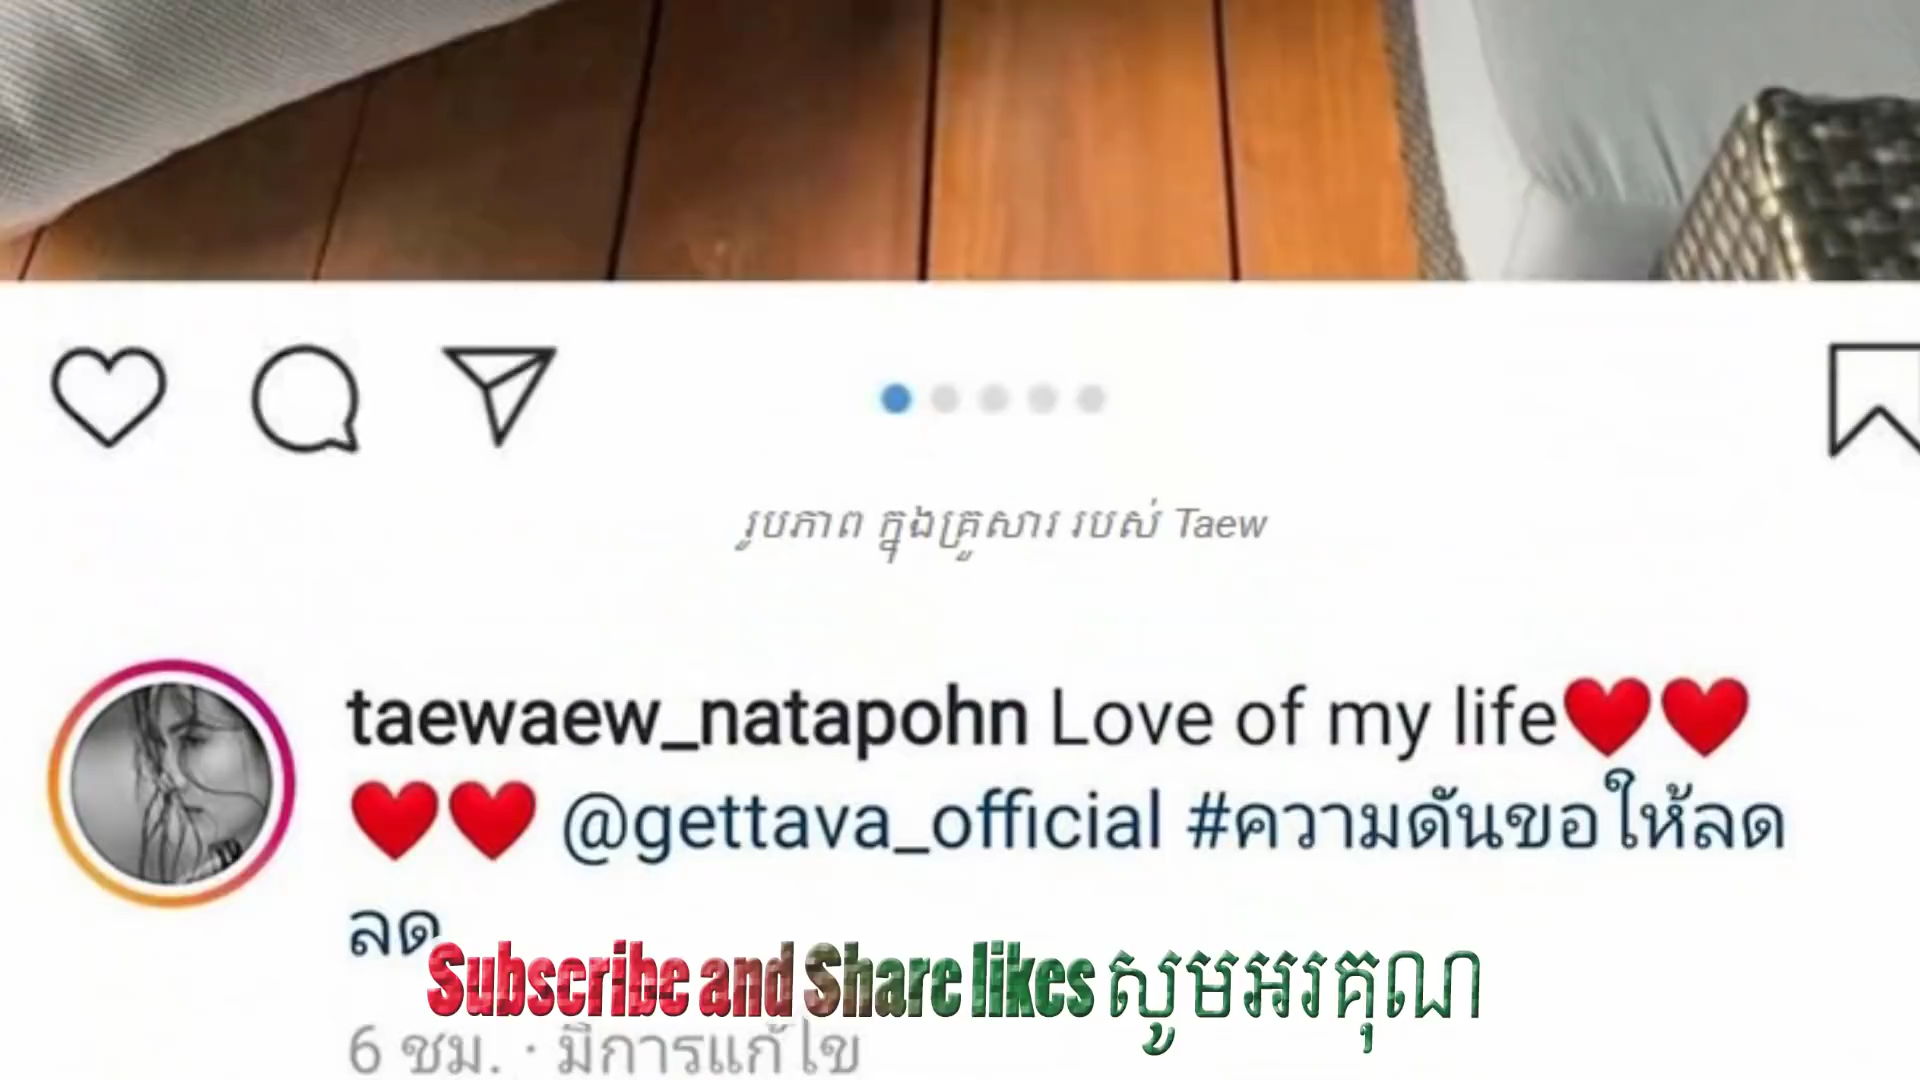 រូបភាព ក្នុងគ្រួសារ របស់ Taew
taewaew_natapohn Love of my life❤️❤️
❤️❤️ @gettava_official #ความดันขอให้ลด
ลด
Subscribe and Share likes សូមអរគុណ
6 ชม. · มีการแก้ไข